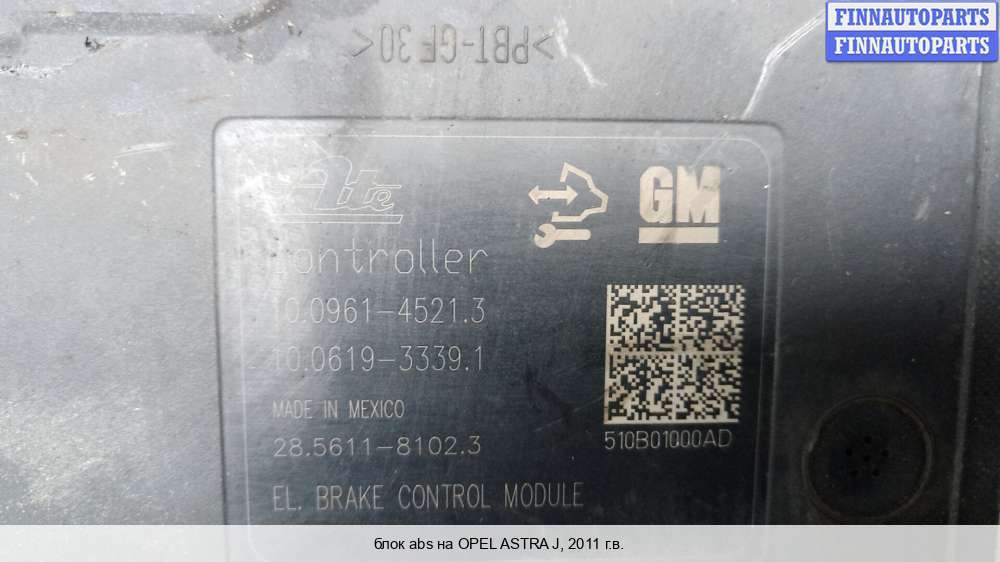 FINNAUTOPARTS
FINNAUTOPARTS
>PBT-GF30<
Ate
GM
Controller
10.0961-4521.3
10.0619-3339.1
MADE IN MEXICO
28.5611-8102.3
510B01000AD
EL. BRAKE CONTROL MODULE
блок abs на OPEL ASTRA J, 2011 г.в.